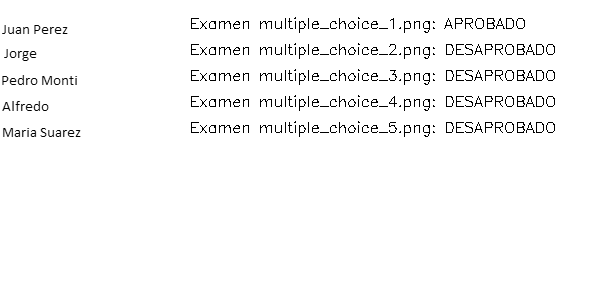 Juan Perez Examen multiple_choice_1.png: APROBADO
Jorge Examen multiple_choice_2.png: DESAPROBADO
Pedro Monti Examen multiple_choice_3.png: DESAPROBADO
Alfredo Examen multiple_choice_4.png: DESAPROBADO
Maria Suarez Examen multiple_choice_5.png: DESAPROBADO